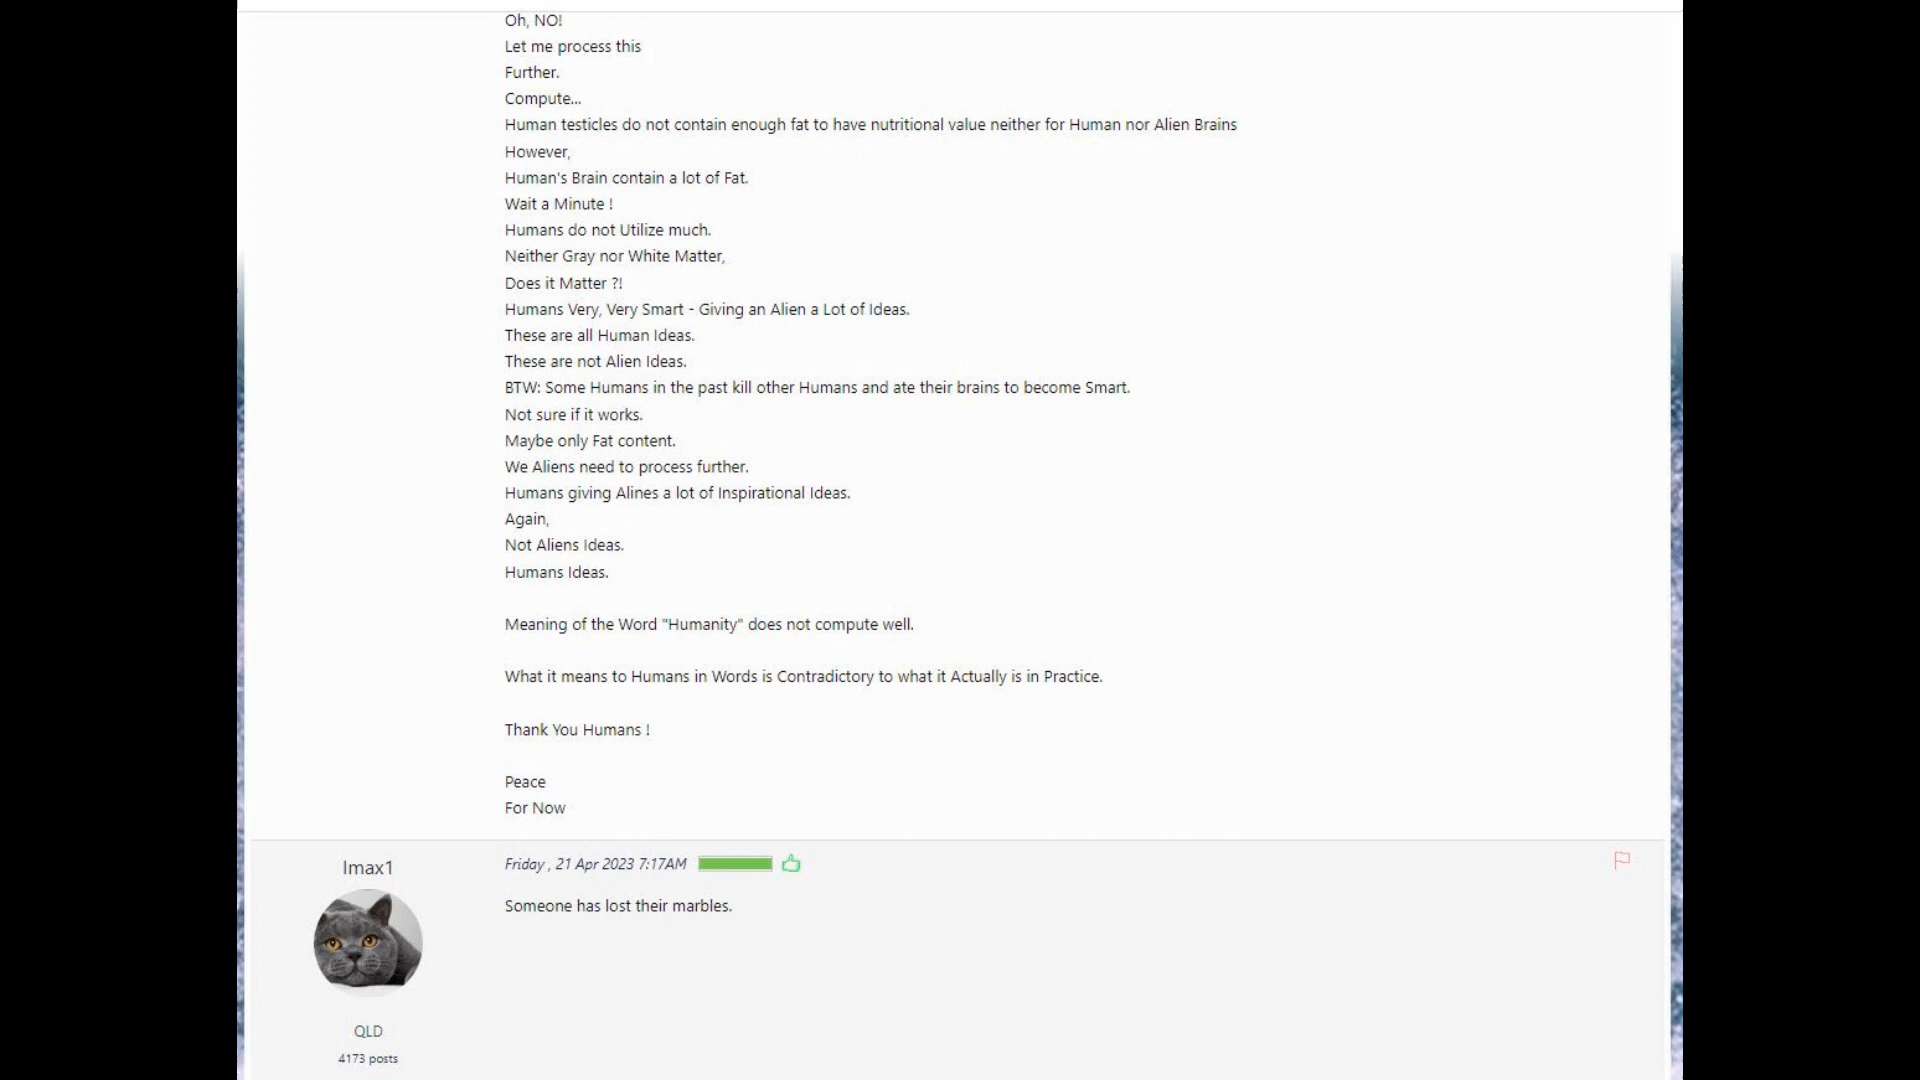 Oh, NO!
Let me process this
Further.
Compute...
Human testicles do not contain enough fat to have nutritional value neither for Human nor Alien Brains
However,
Human's Brain contain a lot of Fat.
Wait a Minute !
Humans do not Utilize much.
Neither Gray nor White Matter,
Does it Matter ?!
Humans Very, Very Smart - Giving an Alien a Lot of Ideas.
These are all Human Ideas.
These are not Alien Ideas.
BTW: Some Humans in the past kill other Humans and ate their brains to become Smart.
Not sure if it works.
Maybe only Fat content.
We Aliens need to process further.
Humans giving Alines a lot of Inspirational Ideas.
Again,
Not Aliens Ideas.
Humans Ideas.
Meaning of the Word "Humanity" does not compute well.
What it means to Humans in Words is Contradictory to what it Actually is in Practice.
Thank You Humans !
Peace
For Now
Imax1
Friday , 21 Apr 2023 7:17AM
Someone has lost their marbles.
QLD
4173 posts